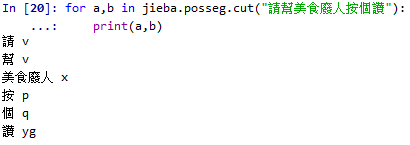 In [20]: for a,b in jieba.posseg.cut("請幫美食廢人按個讚"):
...: print(a,b)
請 v
幫 v
美食廢人 x
按 p
個 q
讚 yg